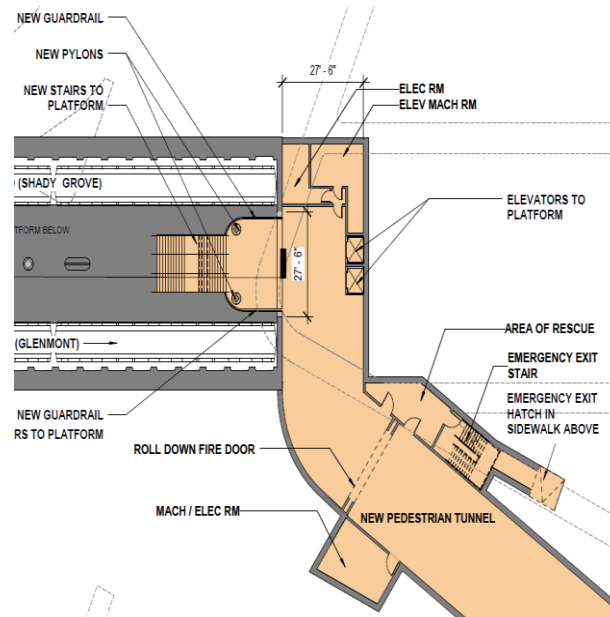 NEW GUARDRAIL
NEW PYLONS
NEW STAIRS TO
PLATFORM
27' - 6"
ELEC RM
ELEV MACH RM
(SHADY GROVE)
TFORM BELOW
ELEVATORS TO
PLATFORM
27' - 6"
(GLENMONT)
AREA OF RESCUE
EMERGENCY EXIT
STAIR
EMERGENCY EXIT
HATCH IN
SIDEWALK ABOVE
NEW GUARDRAIL
RS TO PLATFORM
ROLL DOWN FIRE DOOR
MACH / ELEC RM
NEW PEDESTRIAN TUNNEL